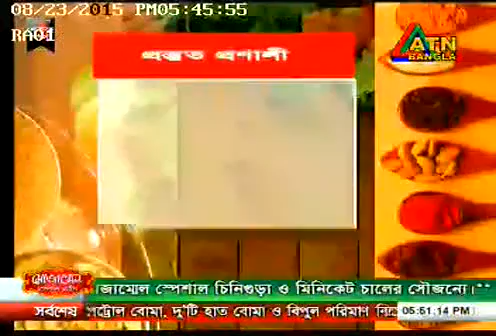 08/23/2015 PM05:45:55
RA01
প্রস্তুত প্রণালী
ATN
BANGLA
মোজাম্মেল
জাম্মেল স্পেশাল চিনিগুড়া ও মিনিকেট চালের সৌজন্যে।**
সর্বশেষ পেট্রোল বোমা, দু'টি হাত বোমা ও বিপুল পরিমাণ
05:51:14 PM